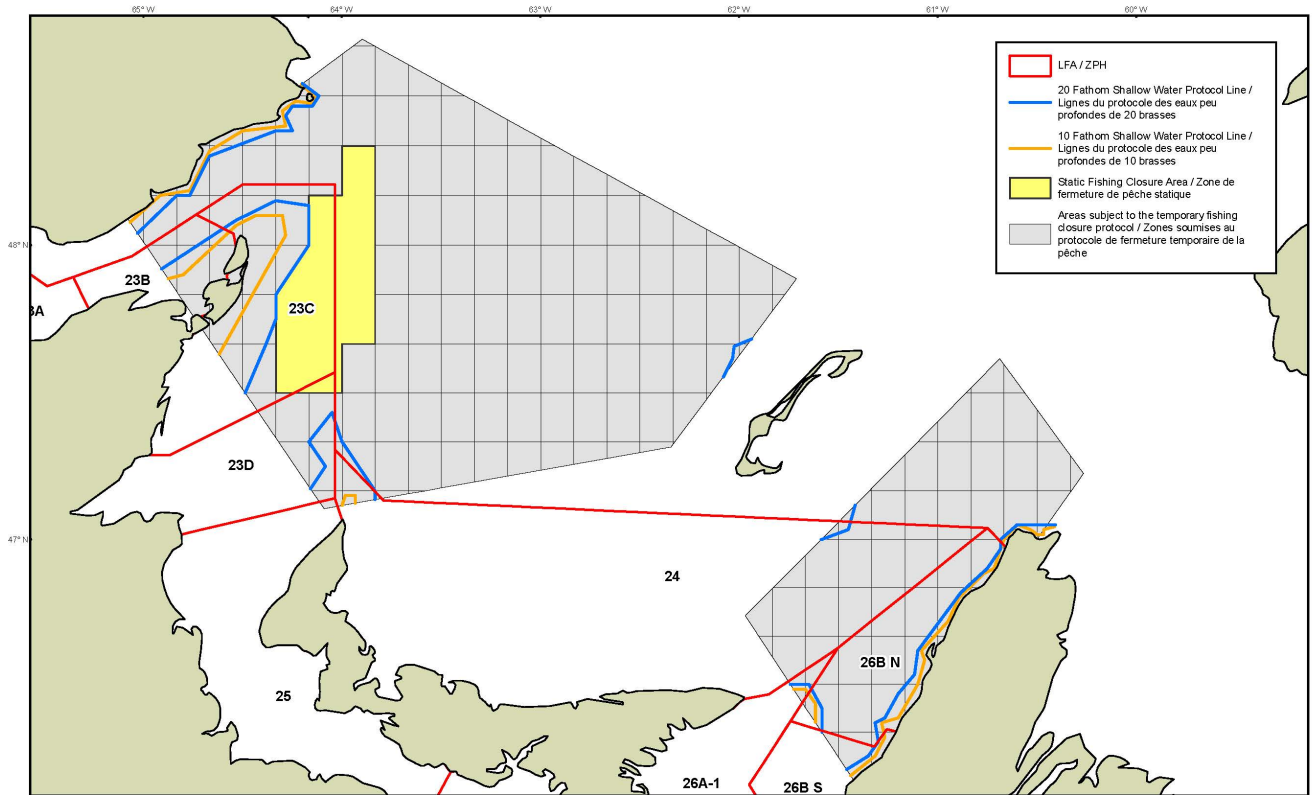 65°W 64°W 63°W 62°W 61°W 60°W
LFA / ZPH
20 Fathom Shallow Water Protocol Line /
Lignes du protocole des eaux peu
profondes de 20 brasses
10 Fathom Shallow Water Protocol Line /
Lignes du protocole des eaux peu
profondes de 10 brasses
Static Fishing Closure Area / Zone de
fermeture de pêche statique
Areas subject to the temporary fishing
closure protocol / Zones soumises au
protocole de fermeture temporaire de la
pêche
48°N
23B
23C
23D
47°N
24
26B N
25
26A-1
26B S